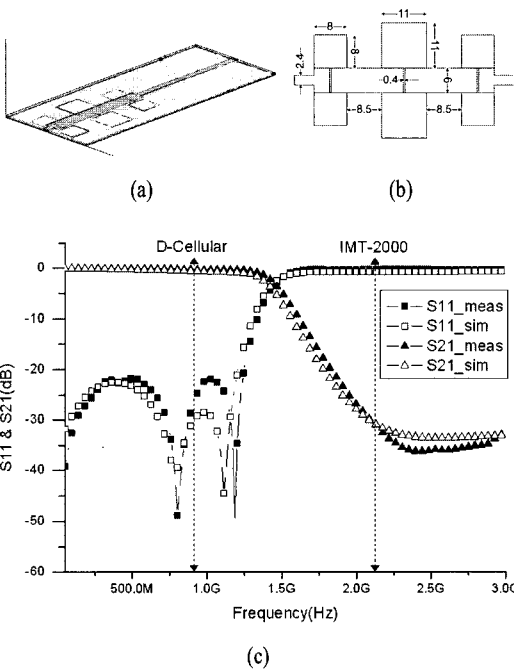 8
11
8
11
2.4
0.4
6
8.5
8.5
(a)
(b)
D-Cellular
IMT-2000
0
-10
-20
-30
-40
-50
-60
S11 & S21(dB)
S11_meas
S11_sim
S21_meas
S21_sim
500.0M
1.0G
1.5G
2.0G
2.5G
3.0G
Frequency(Hz)
(c)